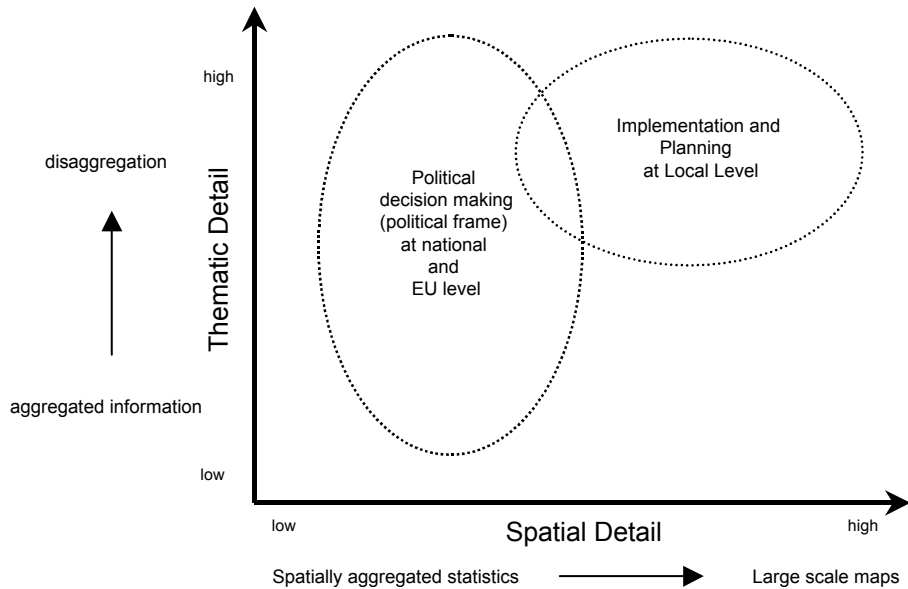 high
disaggregation
Thematic Detail
aggregated information
low
Political
decision making
(political frame)
at national
and
EU level
Implementation and
Planning
at Local Level
low
Spatial Detail
high
Spatially aggregated statistics
Large scale maps